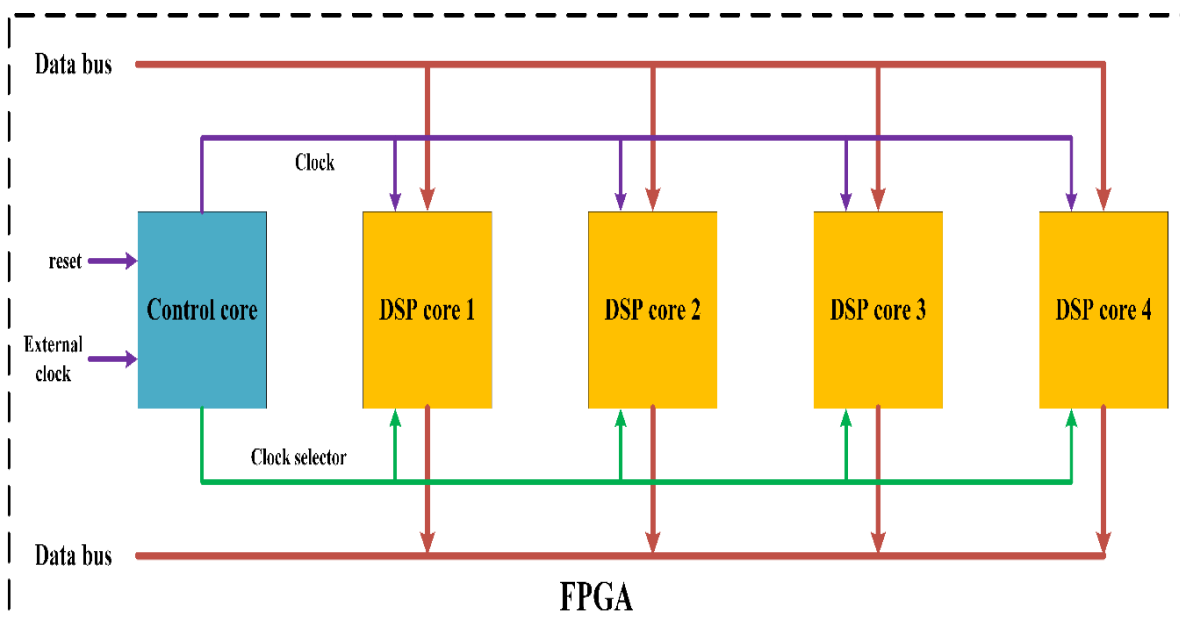 Data bus
Clock
reset
Control core
DSP core 1
DSP core 2
DSP core 3
DSP core 4
External
clock
Clock selector
Data bus
FPGA